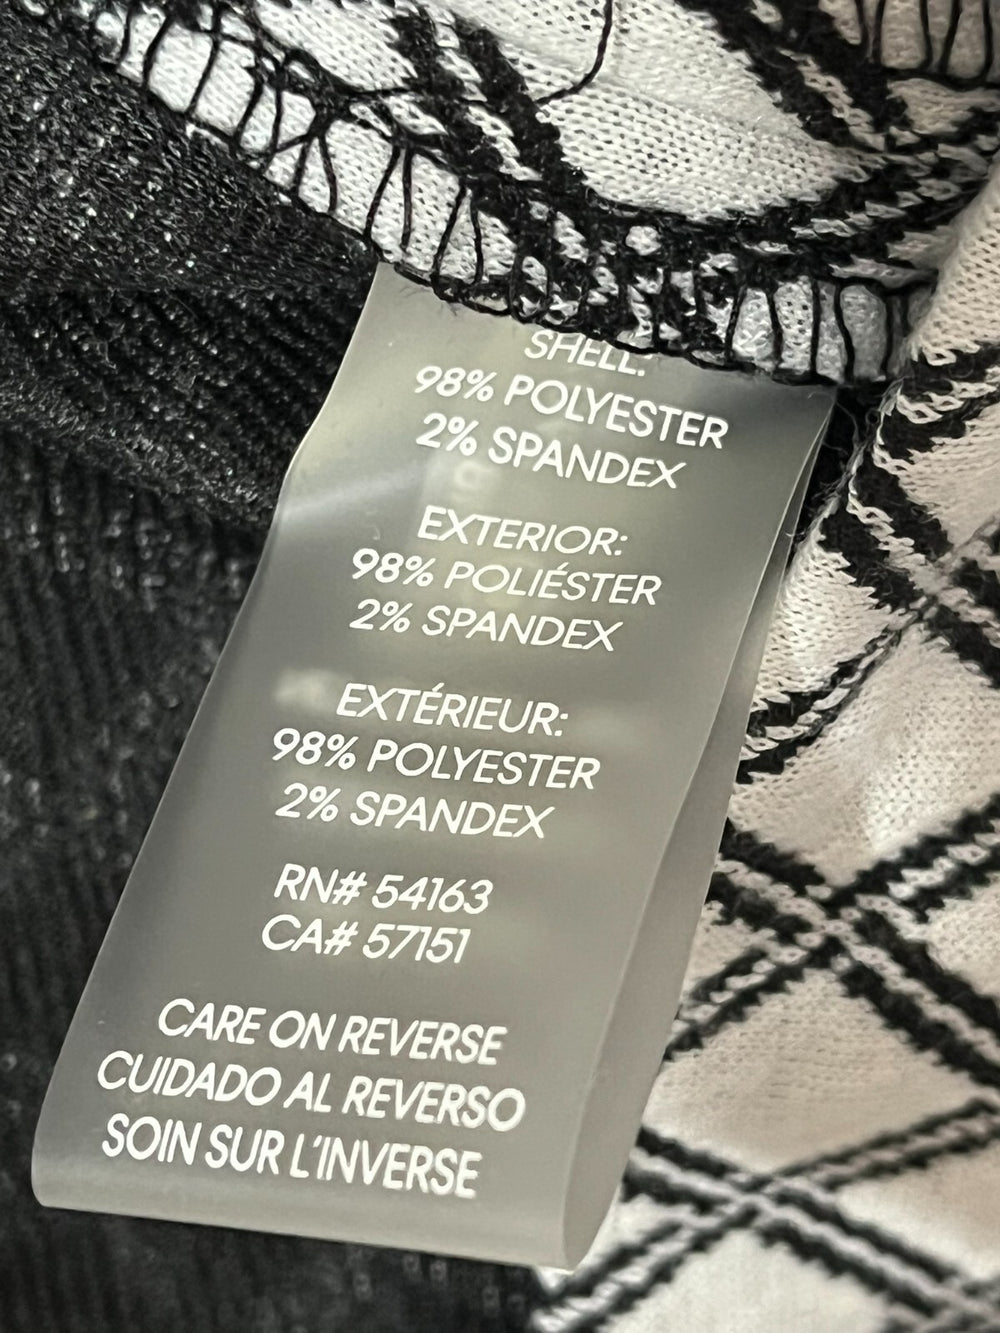 SHELL:
98% POLYESTER
2% SPANDEX
EXTERIOR:
98% POLIÉSTER
2% SPANDEX
EXTÉRIEUR:
98% POLYESTER
2% SPANDEX
RN# 54163
CA# 57151
CARE ON REVERSE
CUIDADO AL REVERSO
SOIN SUR L'INVERSE